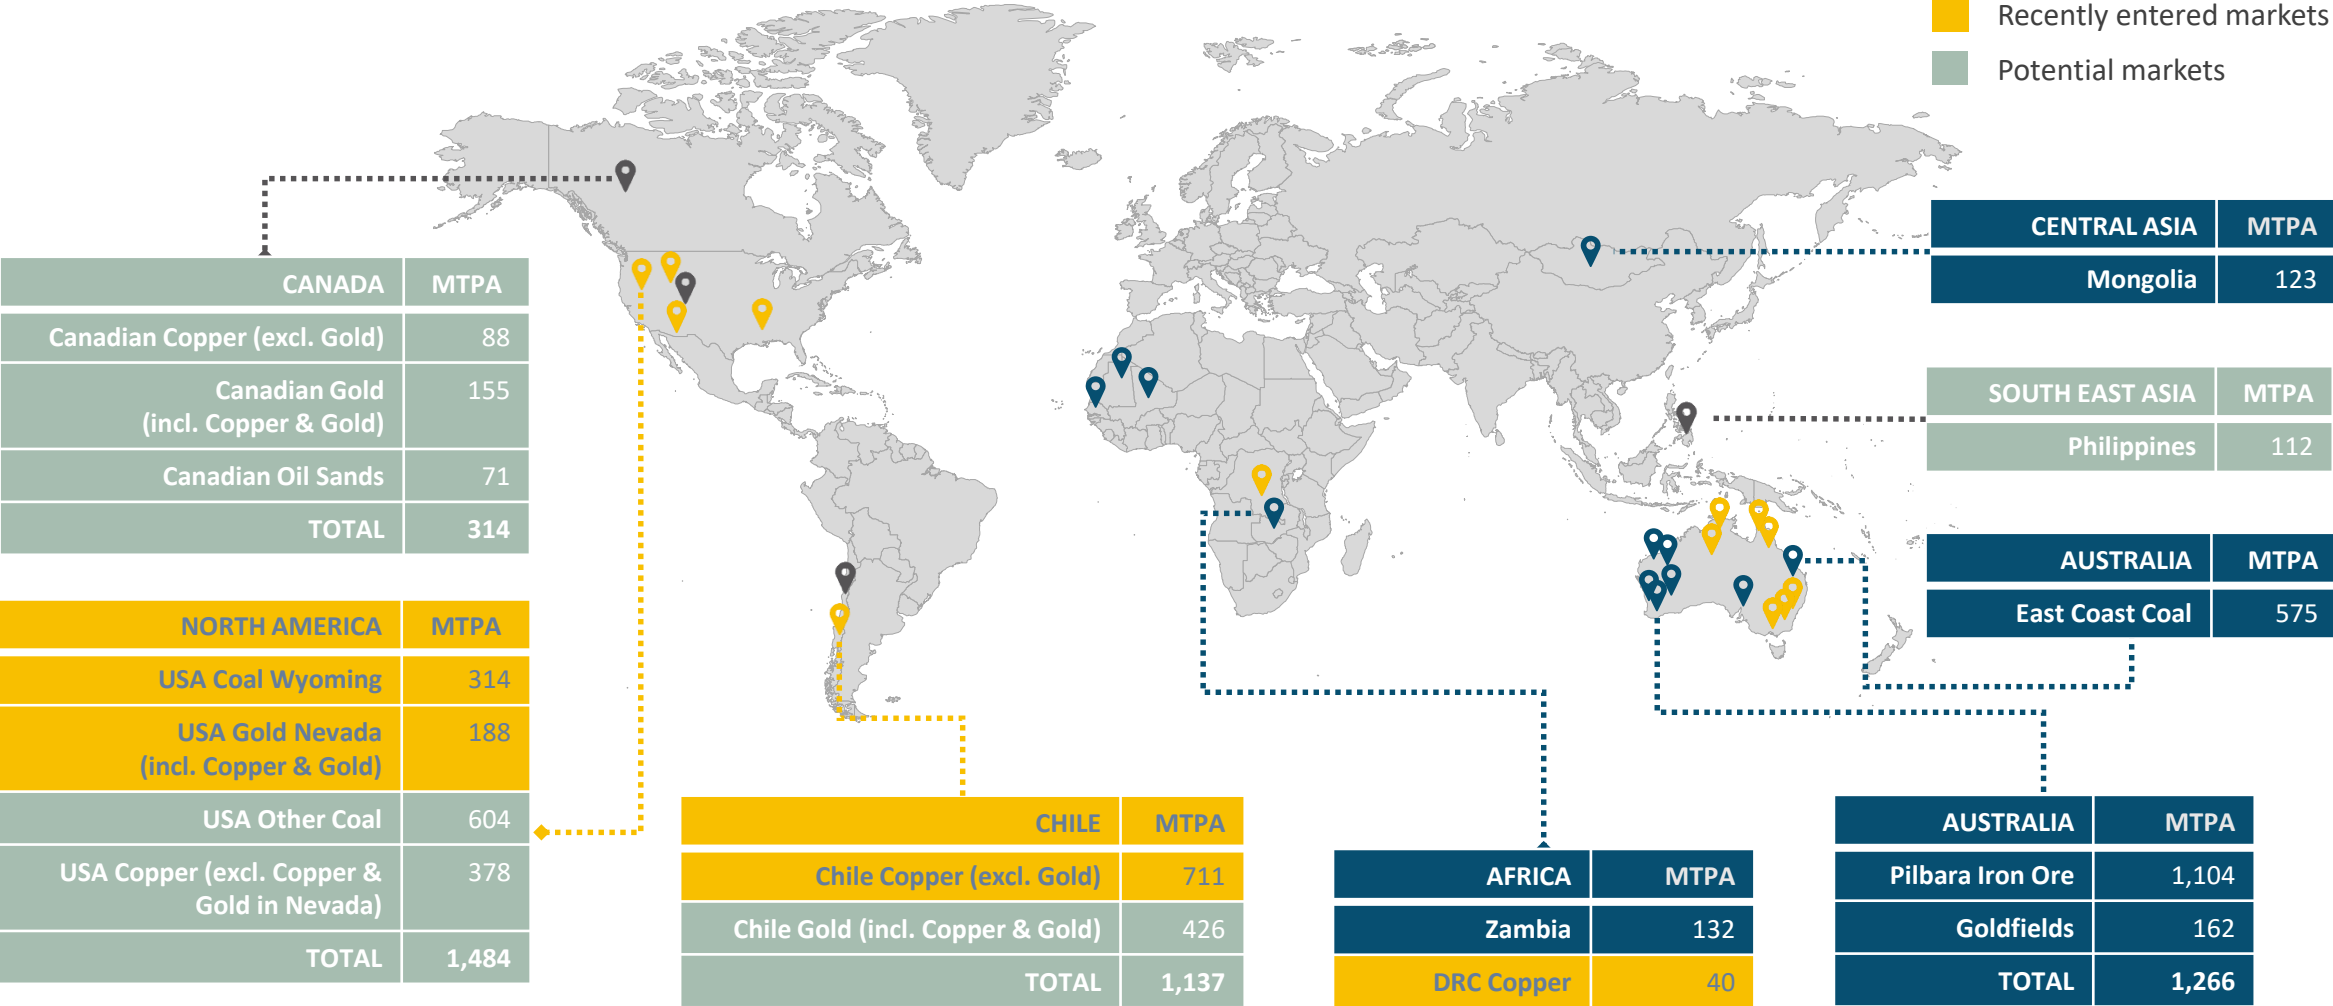 Recently entered markets
Potential markets
CENTRAL ASIA MTPA
Mongolia 123
CANADA MTPA
Canadian Copper (excl. Gold) 88
Canadian Gold 155
(incl. Copper & Gold)
Canadian Oil Sands 71
TOTAL 314
SOUTH EAST ASIA MTPA
Philippines 112
AUSTRALIA MTPA
East Coast Coal 575
NORTH AMERICA MTPA
USA Coal Wyoming 314
USA Gold Nevada 188
(incl. Copper & Gold)
USA Other Coal 604
USA Copper (excl. Copper & 378
Gold in Nevada)
TOTAL 1,484
CHILE MTPA
Chile Copper (excl. Gold) 711
Chile Gold (incl. Copper & Gold) 426
TOTAL 1,137
AFRICA MTPA
Zambia 132
DRC Copper 40
AUSTRALIA MTPA
Pilbara Iron Ore 1,104
Goldfields 162
TOTAL 1,266